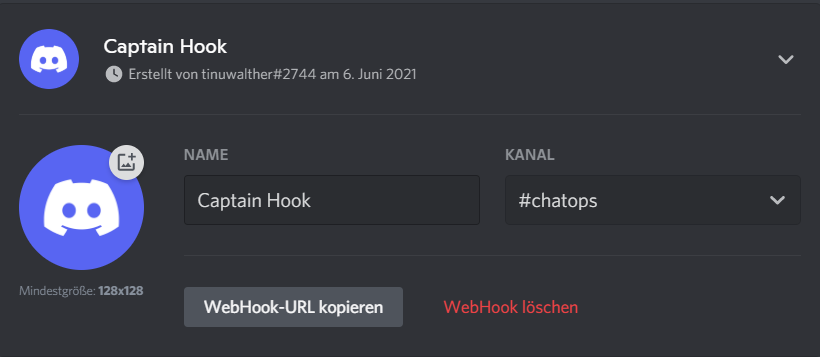 Captain Hook
Erstellt von tinuwalther#2744 am 6. Juni 2021
NAME
KANAL
Captain Hook
#chatops
Mindestgröße: 128x128
WebHook-URL kopieren
WebHook löschen